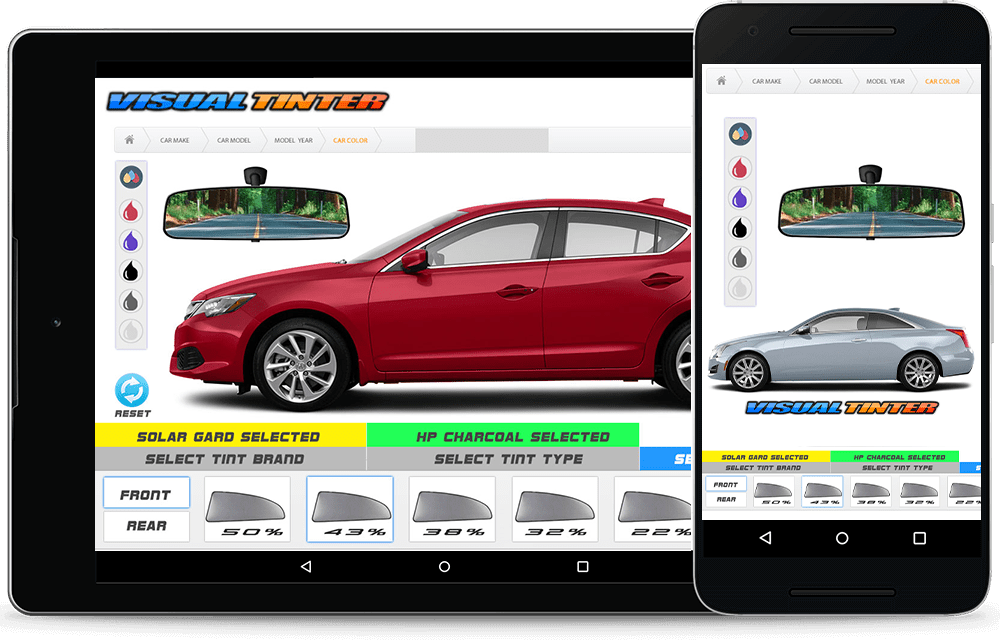 VISUAL TINTER
CAR MAKE
CAR MODEL
MODEL YEAR
CAR COLOR
RESET
SOLAR GARD SELECTED
HP CHARCOAL SELECTED
SELECT TINT BRAND
SELECT TINT TYPE
SE
FRONT
REAR
50%
43%
38%
32%
22%
CAR MAKE
CAR MODEL
MODEL YEAR
CAR COLOR
VISUAL TINTER
SOLAR GARD SELECTED
HP CHARCOAL SELECTED
SELECT TINT BRAND
SELECT TINT TYPE
S
FRONT
REAR
50%
43%
38%
32%
22%